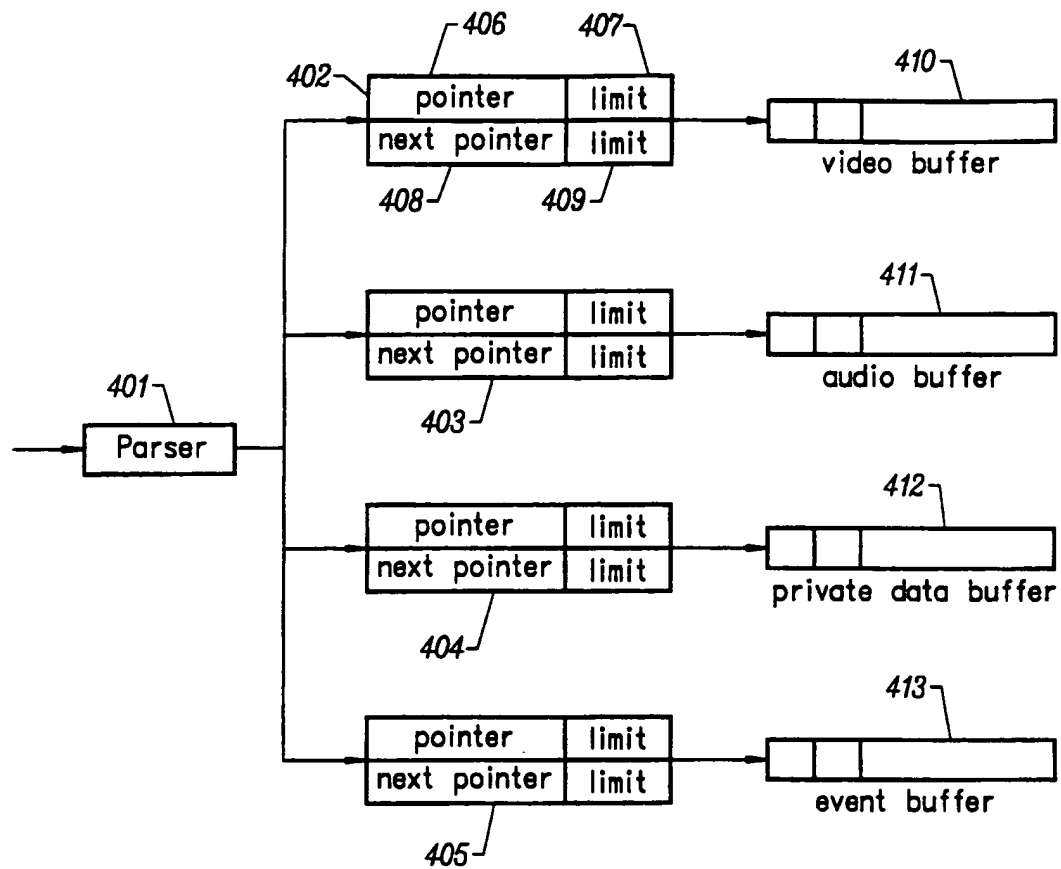 406
407
402
410
pointer limit
next pointer limit
video buffer
408
409
411
pointer limit
next pointer limit
audio buffer
401
403
Parser
412
pointer limit
next pointer limit
private data buffer
404
413
pointer limit
next pointer limit
event buffer
405